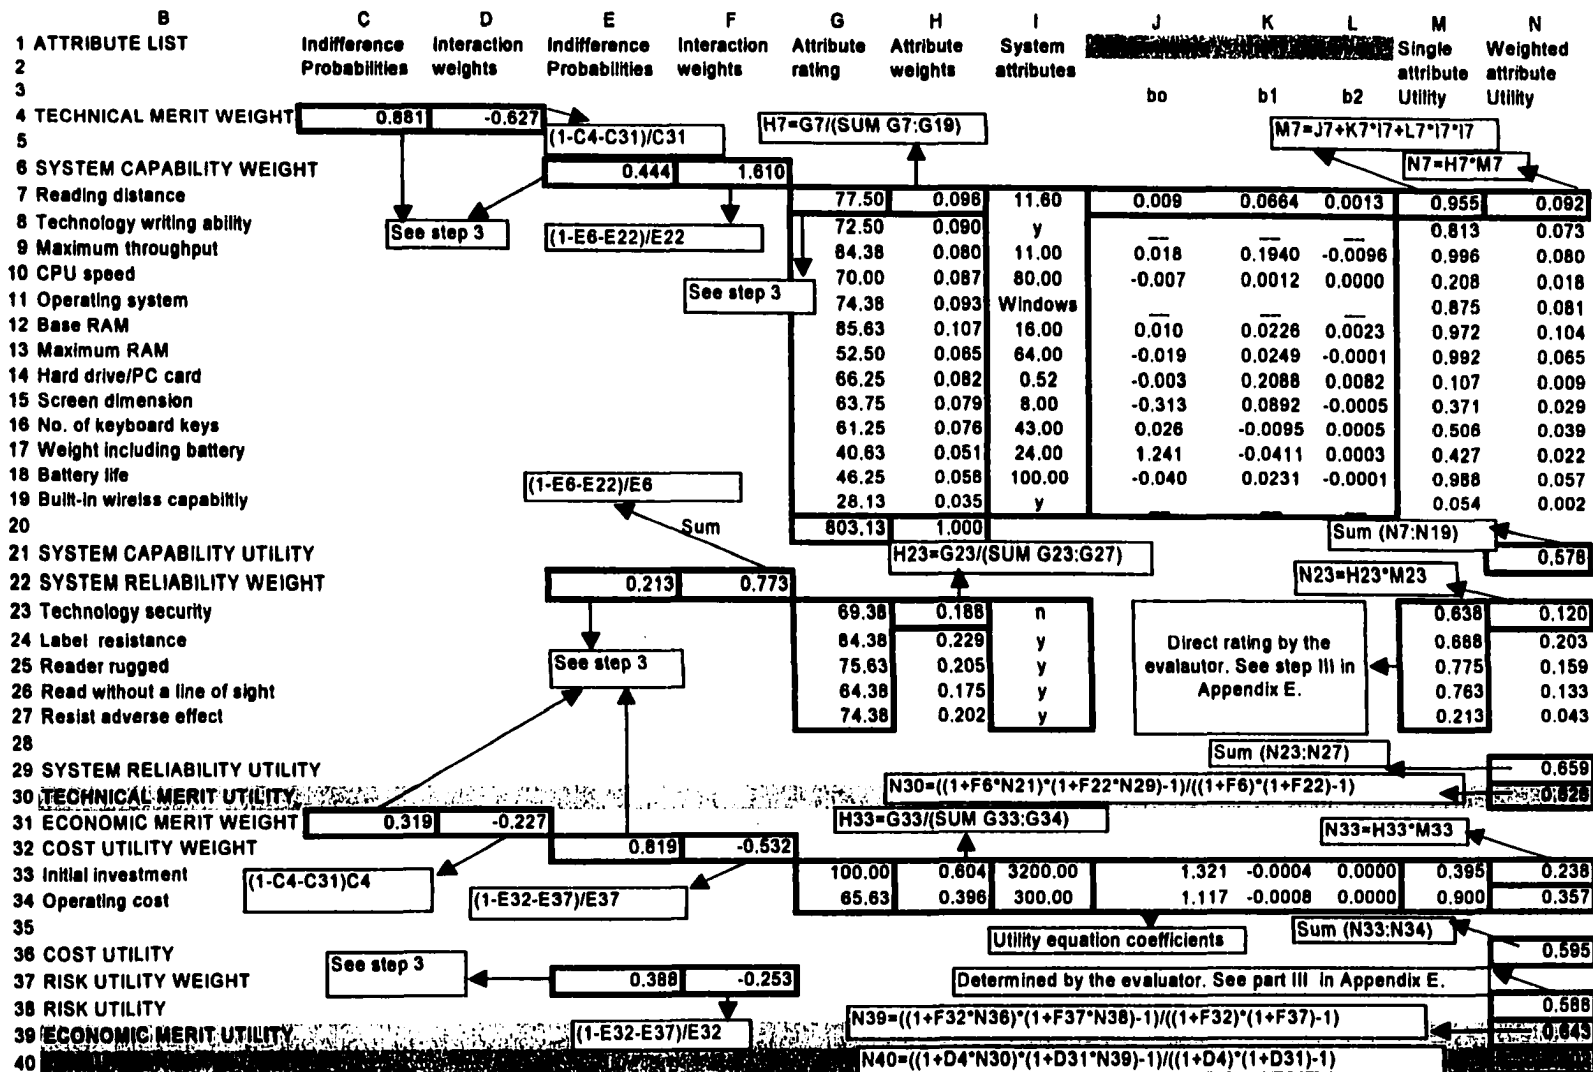 B C D E F G H I J K L M N
1 ATTRIBUTE LIST Indifference Interaction Indifference Interaction Attribute Attribute System Single Weighted
2 Probabilities weights Probabilities weights rating weights attributes attribute attribute
3 bo b1 b2 Utility Utility
4 TECHNICAL MERIT WEIGHT 0.881 -0.627 H7=G7/(SUM G7:G19) M7=J7+K7*I7+L7*I7*I7
5 (1-C4-C31)/C31
N7=H7*M7
6 SYSTEM CAPABILITY WEIGHT 0.444 1.610
7 Reading distance 77.50 0.096 11.60 0.009 0.0664 0.0013 0.955 0.092
8 Technology writing ability See step 3 (1-E6-E22)/E22 72.50 0.090 y __ __ __ 0.813 0.073
9 Maximum throughput 64.38 0.080 11.00 0.018 0.1940 -0.0096 0.996 0.080
10 CPU speed 70.00 0.087 80.00 -0.007 0.0012 0.0000 0.208 0.018
11 Operating system See step 3 74.38 0.093 Windows __ __ __ 0.875 0.081
12 Base RAM 85.63 0.107 16.00 0.010 0.0226 0.0023 0.972 0.104
13 Maximum RAM 52.50 0.065 64.00 -0.019 0.0249 -0.0001 0.992 0.065
14 Hard drive/PC card 66.25 0.082 0.52 -0.003 0.2088 0.0082 0.107 0.009
15 Screen dimension 63.75 0.079 8.00 -0.313 0.0892 -0.0005 0.371 0.029
16 No. of keyboard keys 61.25 0.076 43.00 0.026 -0.0095 0.0005 0.506 0.039
17 Weight including battery 40.63 0.051 24.00 1.241 -0.0411 0.0003 0.427 0.022
18 Battery life (1-E6-E22)/E6 46.25 0.058 100.00 -0.040 0.0231 -0.0001 0.988 0.057
19 Built-in wirelss capabiltiy 28.13 0.035 y __ __ __ 0.054 0.002
20 Sum 803.13 1.000 Sum (N7:N19)
21 SYSTEM CAPABILITY UTILITY H23=G23/(SUM G23:G27) 0.578
22 SYSTEM RELIABILITY WEIGHT 0.213 0.773 N23=H23*M23
23 Technology security 69.38 0.188 n 0.638 0.120
24 Label resistance 84.38 0.229 y Direct rating by the 0.888 0.203
25 Reader rugged See step 3 75.63 0.205 y evalautor. See step III in 0.775 0.159
26 Read without a line of sight 64.38 0.175 y Appendix E. 0.763 0.133
27 Resist adverse effect 74.38 0.202 y 0.213 0.043
28 Sum (N23:N27)
29 SYSTEM RELIABILITY UTILITY 0.659
30 TECHNICAL MERIT UTILITY N30=((1+F6*N21)*(1+F22*N29)-1)/((1+F6)*(1+F22)-1)
31 ECONOMIC MERIT WEIGHT 0.319 -0.227 H33=G33/(SUM G33:G34) N33=H33*M33
32 COST UTILITY WEIGHT 0.819 -0.532
33 Initial investment (1-C4-C31)C4 100.00 0.604 3200.00 1.321 -0.0004 0.0000 0.395 0.238
34 Operating cost (1-E32-E37)/E37 65.63 0.396 300.00 1.117 -0.0008 0.0000 0.900 0.357
35 Utility equation coefficients Sum (N33:N34)
36 COST UTILITY See step 3 0.595
37 RISK UTILITY WEIGHT 0.388 -0.253 Determined by the evaluator. See part III in Appendix E.
38 RISK UTILITY 0.588
39 ECONOMIC MERIT UTILITY (1-E32-E37)/E32 N39=((1+F32*N36)*(1+F37*N38)-1)/((1+F32)*(1+F37)-1) 0.643
40 N40=((1+D4*N30)*(1+D31*N39)-1)/((1+D4)*(1+D31)-1)